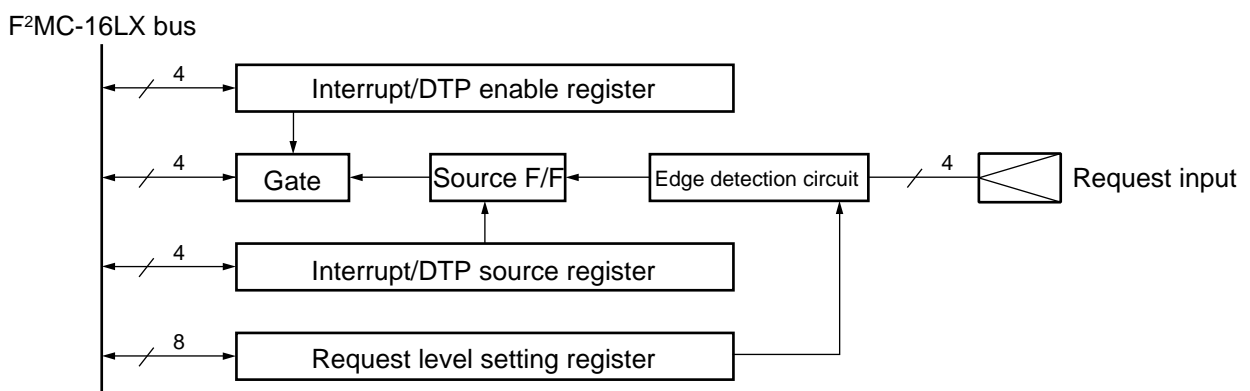 F²MC-16LX bus
4
Interrupt/DTP enable register
4
Gate
Source F/F
Edge detection circuit
4
Request input
4
Interrupt/DTP source register
8
Request level setting register